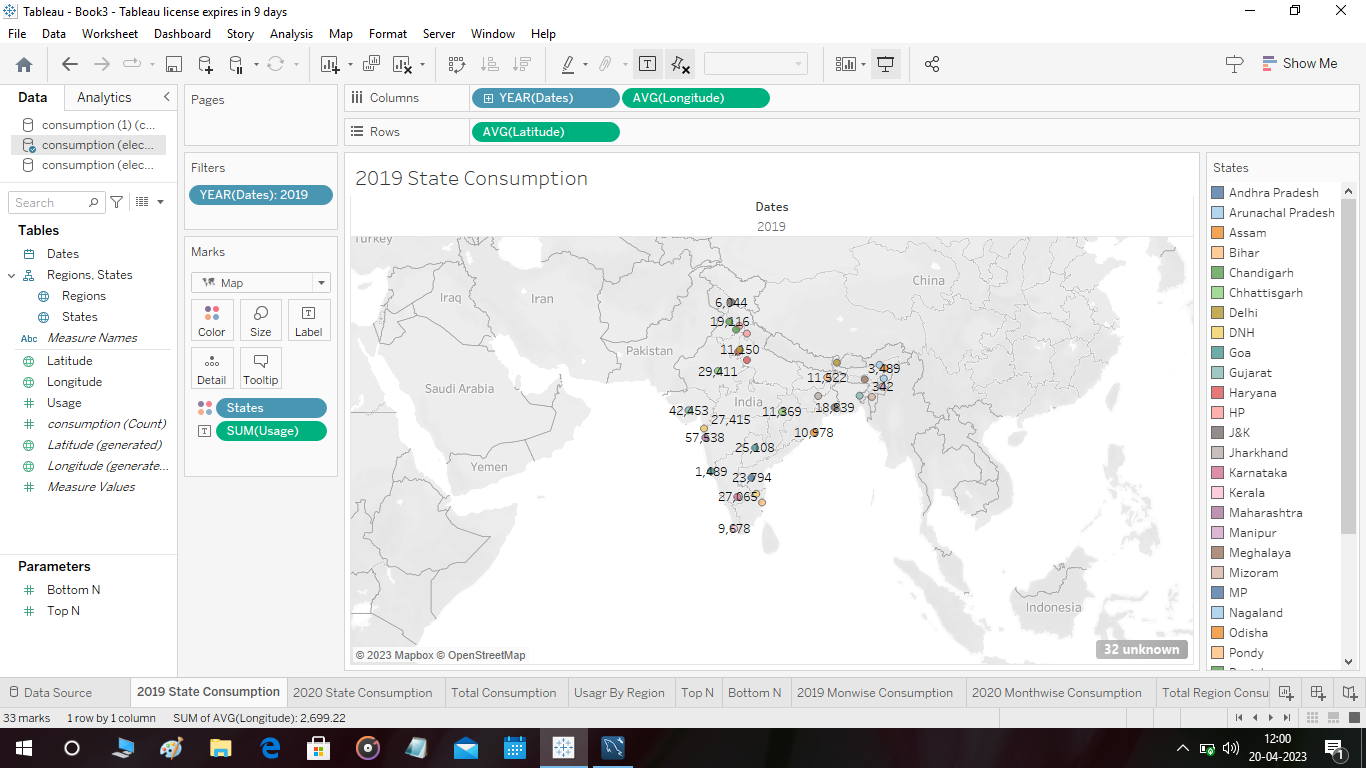 Tableau - Book3 - Tableau license expires in 9 days
File Data Worksheet Dashboard Story Analysis Map Format Server Window Help
Show Me
Data Analytics
consumption (1) (c...
consumption (elec...
consumption (elec...
Search
Tables
Dates
Regions, States
Regions
States
Measure Names
Latitude
Longitude
Usage
consumption (Count)
Latitude (generated)
Longitude (generate...
Measure Values
Parameters
Bottom N
Top N
Pages
Filters
YEAR(Dates): 2019
Marks
Map
Color Size Label
Detail Tooltip
States
SUM(Usage)
Columns YEAR(Dates) AVG(Longitude)
Rows AVG(Latitude)
2019 State Consumption
Dates
2019
Turkey
Iraq
Iran
China
Pakistan
Saudi Arabia
India
Yemen
Indonesia
6,044
19,116
11,150
29,411
11,522
3,489
342
42,453
27,415
11,369
18,839
57,638
10,978
25,108
1,489
23,794
27,065
9,678
32 unknown
© 2023 Mapbox © OpenStreetMap
States
Andhra Pradesh
Arunachal Pradesh
Assam
Bihar
Chandigarh
Chhattisgarh
Delhi
DNH
Goa
Gujarat
Haryana
HP
J&K
Jharkhand
Karnataka
Kerala
Maharashtra
Manipur
Meghalaya
Mizoram
MP
Nagaland
Odisha
Pondy
Data Source 2019 State Consumption 2020 State Consumption Total Consumption Usagr By Region Top N Bottom N 2019 Monwise Consumption 2020 Monthwise Consumption Total Region Consu
33 marks 1 row by 1 column SUM of AVG(Longitude): 2,699.22
12:00
20-04-2023
1